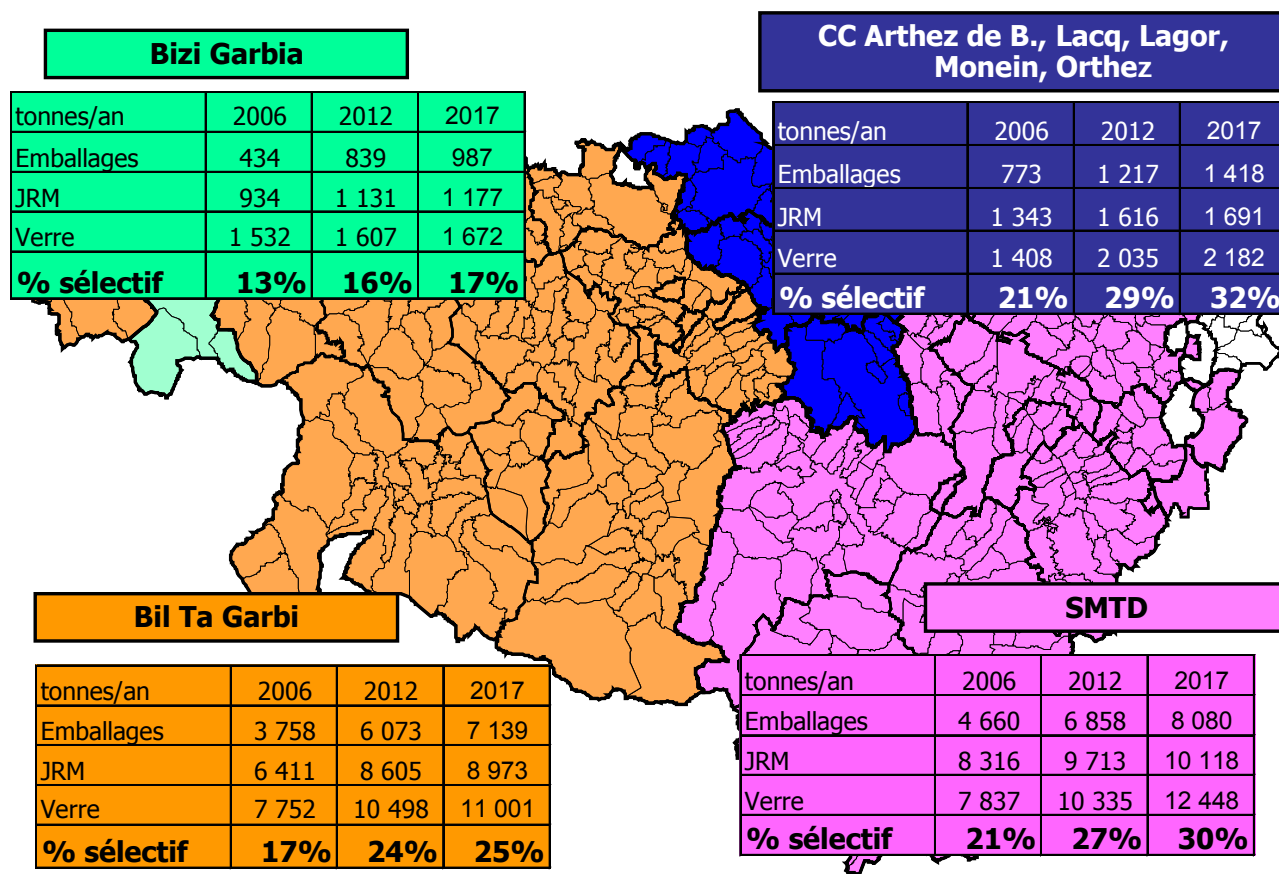 Bizi Garbia
tonnes/an 2006 2012 2017
Emballages 434 839 987
JRM 934 1 131 1 177
Verre 1 532 1 607 1 672
% sélectif 13% 16% 17%
CC Arthez de B., Lacq, Lagor,
Monein, Orthez
tonnes/an 2006 2012 2017
Emballages 773 1 217 1 418
JRM 1 343 1 616 1 691
Verre 1 408 2 035 2 182
% sélectif 21% 29% 32%
Bil Ta Garbi
tonnes/an 2006 2012 2017
Emballages 3 758 6 073 7 139
JRM 6 411 8 605 8 973
Verre 7 752 10 498 11 001
% sélectif 17% 24% 25%
SMTD
tonnes/an 2006 2012 2017
Emballages 4 660 6 858 8 080
JRM 8 316 9 713 10 118
Verre 7 837 10 335 12 448
% sélectif 21% 27% 30%